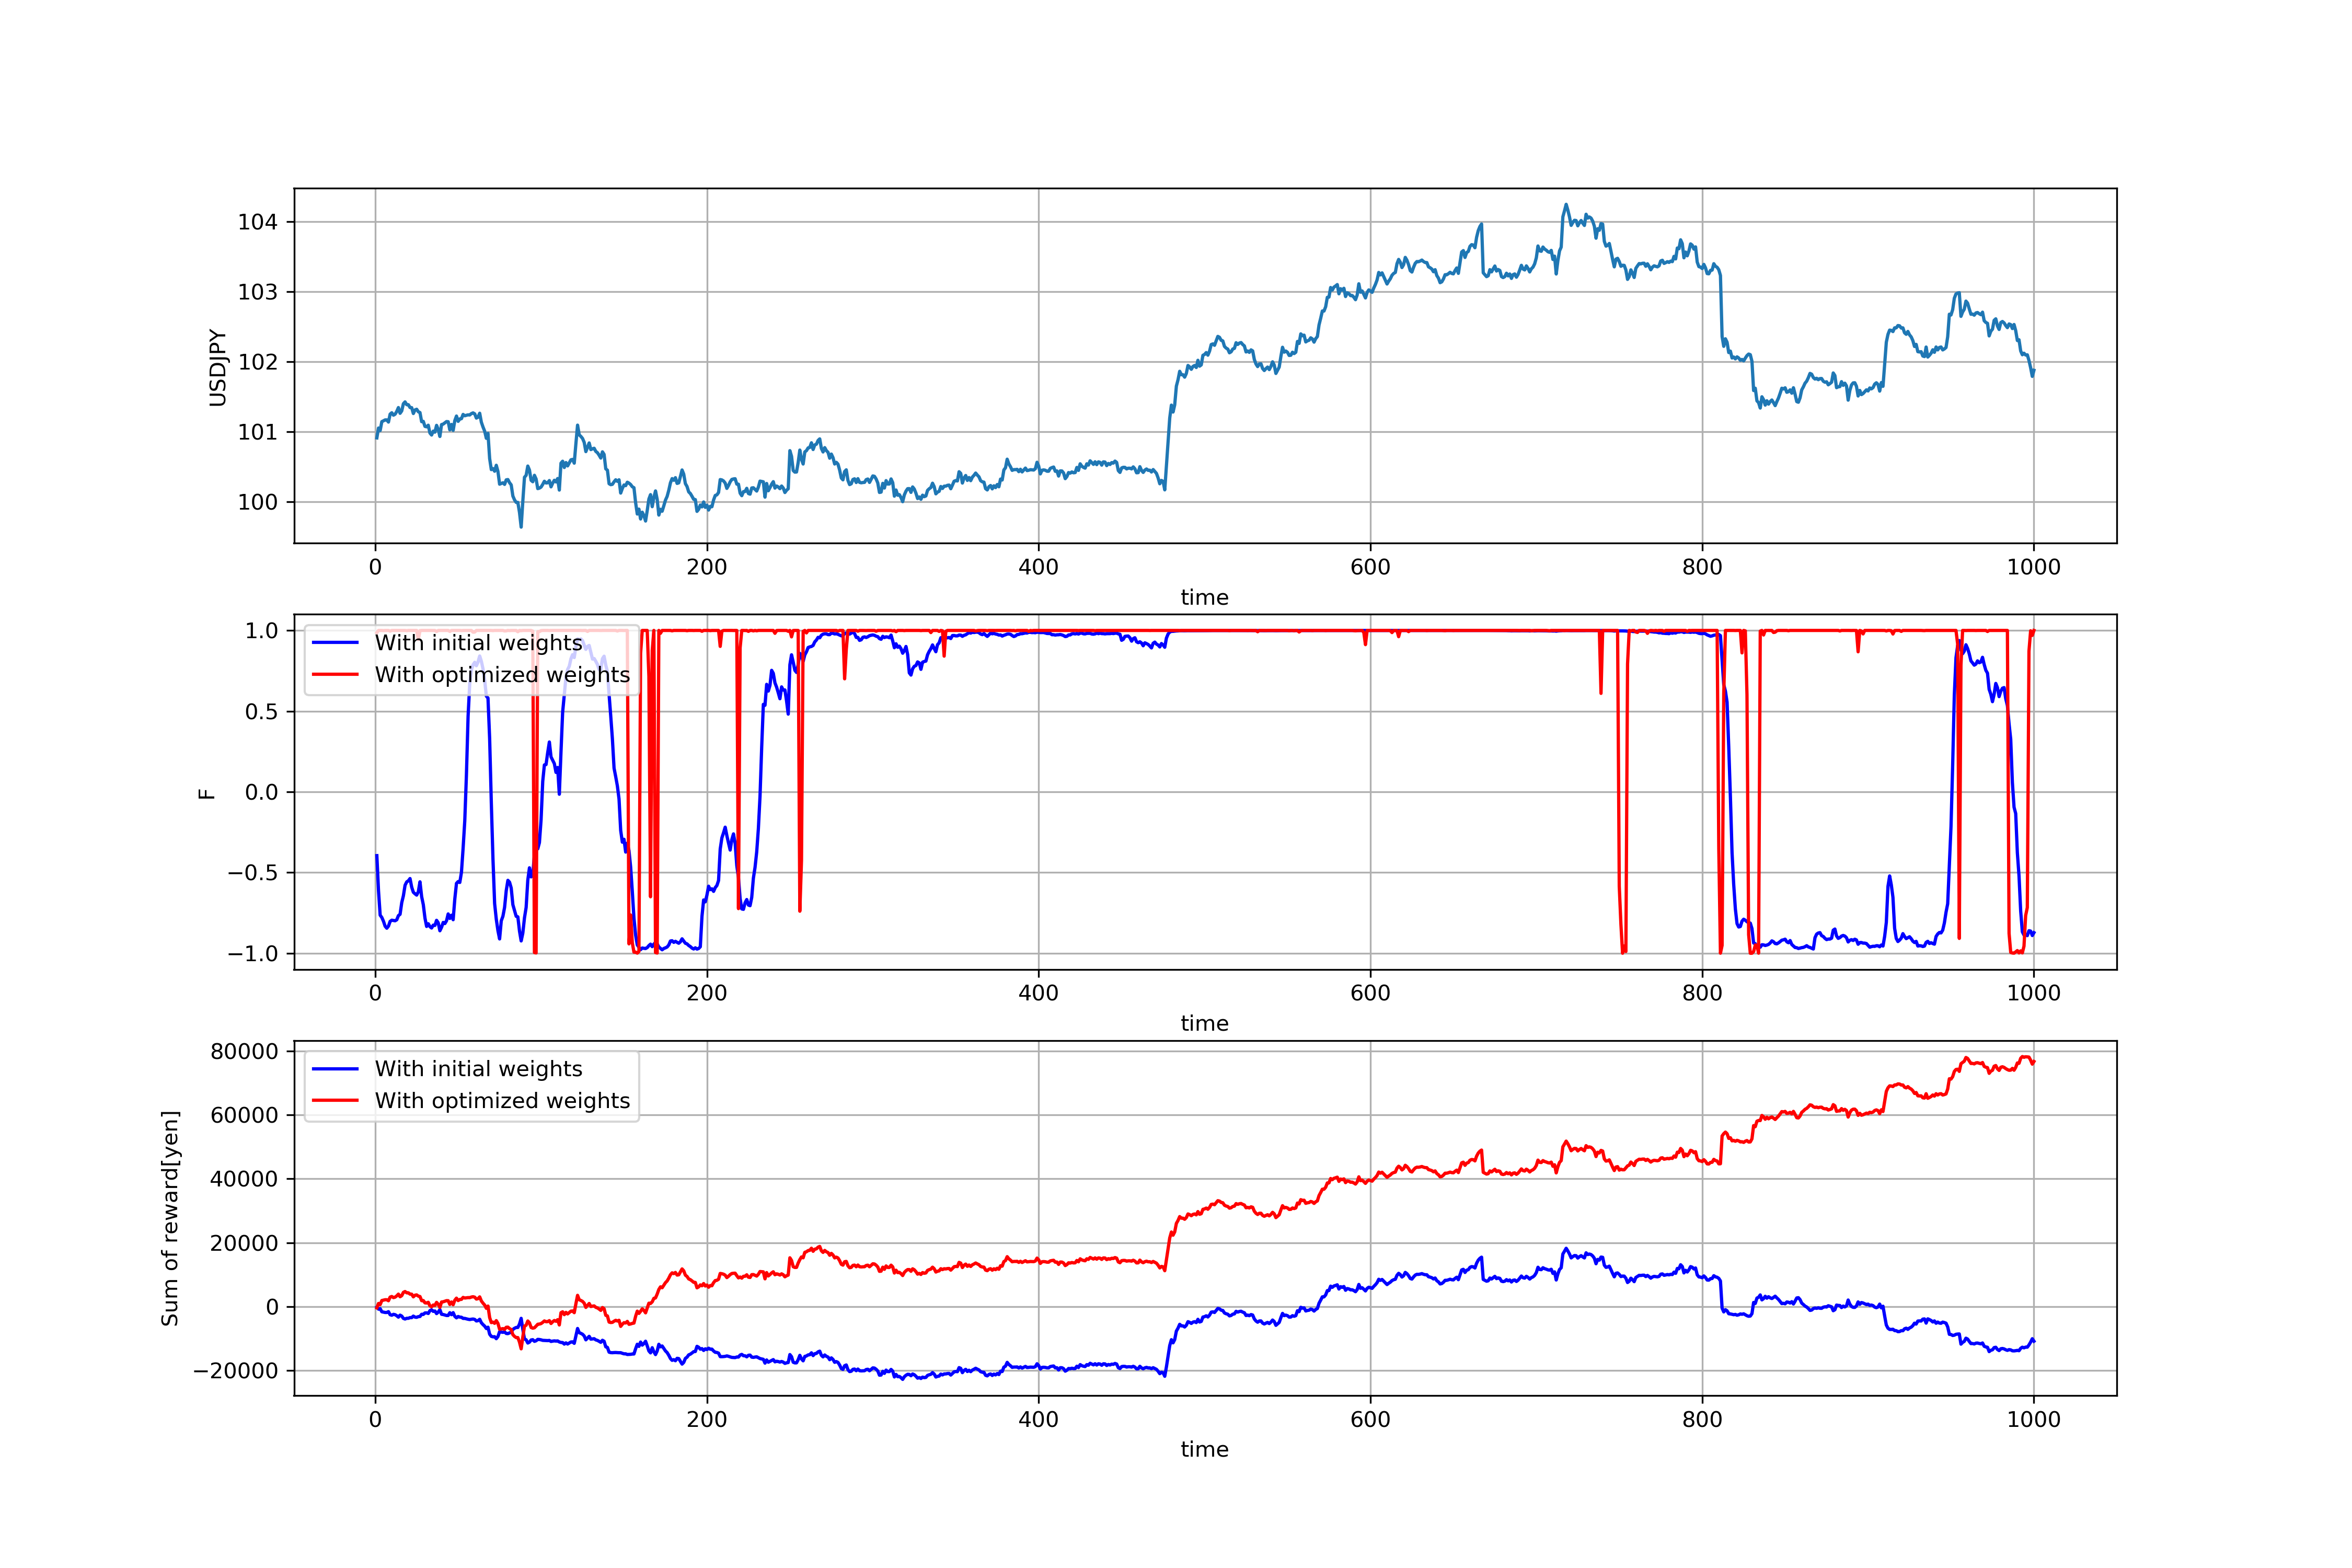 104
103
102
101
100
USDJPY
0 200 400 600 800 1000
time
1.0
0.5
0.0
−0.5
−1.0
F
With initial weights
With optimized weights
0 200 400 600 800 1000
time
80000
60000
40000
20000
0
−20000
Sum of reward[yen]
With initial weights
With optimized weights
0 200 400 600 800 1000
time